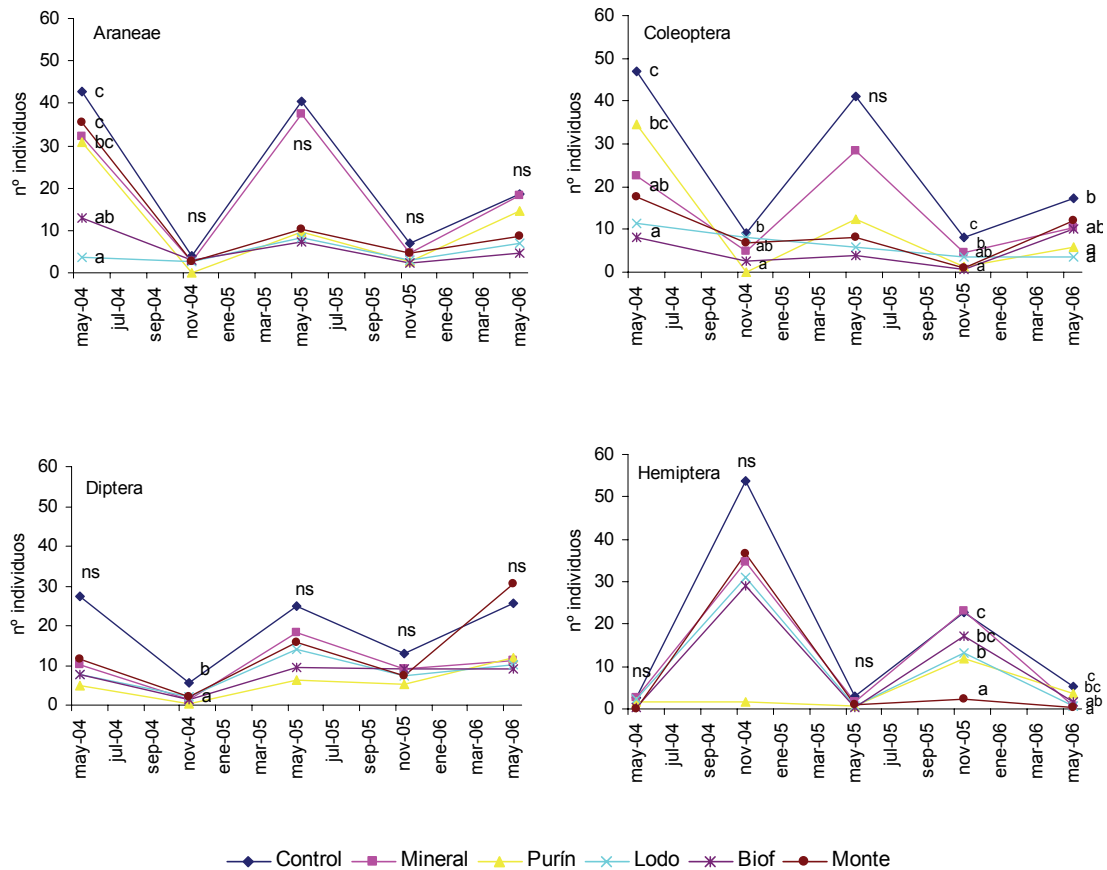 Araneae
nº individuos
60
50
40
30
20
10
0
c
c
bc
ab
a
ns
ns
ns
ns
may-04
jul-04
sep-04
nov-04
ene-05
mar-05
may-05
jul-05
sep-05
nov-05
ene-06
mar-06
may-06
Coleoptera
nº individuos
60
50
40
30
20
10
0
c
bc
ab
a
b
ab
a
ns
c
b
ab
a
b
ab
a
a
may-04
jul-04
sep-04
nov-04
ene-05
mar-05
may-05
jul-05
sep-05
nov-05
ene-06
mar-06
may-06
Diptera
nº individuos
60
50
40
30
20
10
0
ns
b
a
ns
ns
ns
may-04
jul-04
sep-04
nov-04
ene-05
mar-05
may-05
jul-05
sep-05
nov-05
ene-06
mar-06
may-06
Hemiptera
nº individuos
60
50
40
30
20
10
0
ns
ns
ns
c
bc
b
a
c
bc
ab
a
may-04
jul-04
sep-04
nov-04
ene-05
mar-05
may-05
jul-05
sep-05
nov-05
ene-06
mar-06
may-06
Control Mineral Purín Lodo Biof Monte